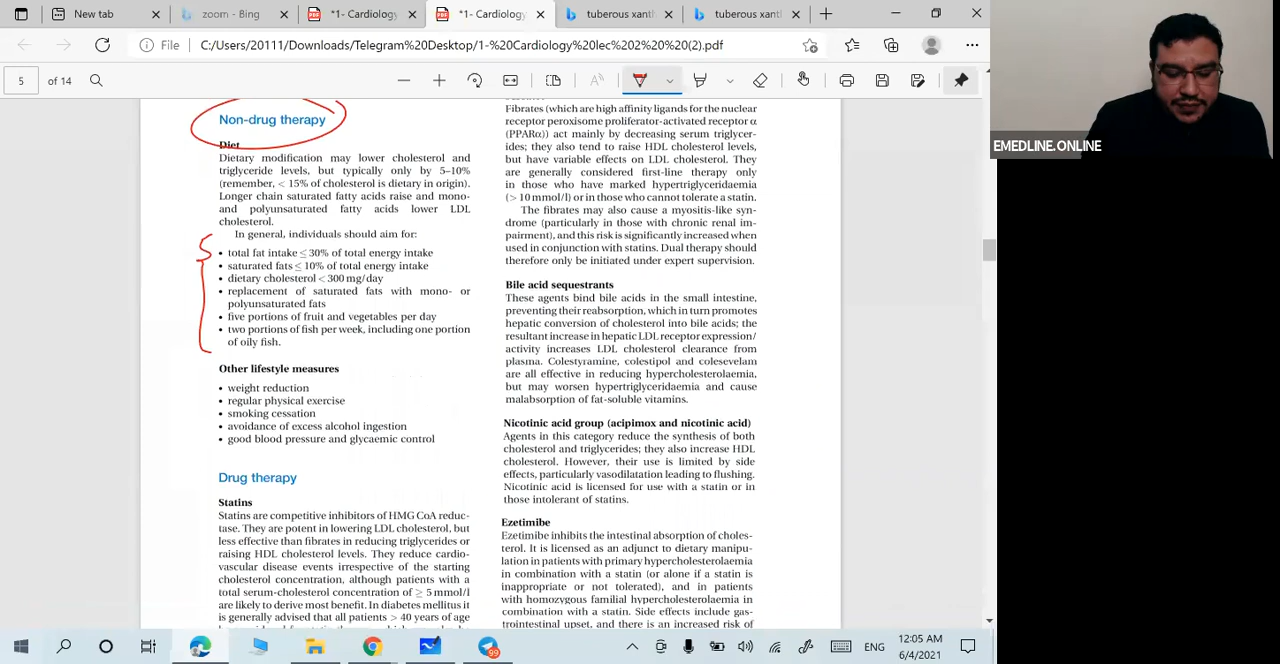 New tab
zoom - Bing
*1- Cardiology
*1- Cardiology
tuberous xanth
tuberous xanth
File
C:/Users/20111/Downloads/Telegram%20Desktop/1-%20Cardiology%20lec%202%20%20(2).pdf
5 of 14
EMEDLINE.ONLINE
Non-drug therapy
Diet
Dietary modification may lower cholesterol and
triglyceride levels, but typically only by 5–10%
(remember, < 15% of cholesterol is dietary in origin).
Longer chain saturated fatty acids raise and mono-
and polyunsaturated fatty acids lower LDL
cholesterol.
In general, individuals should aim for:
• total fat intake ≤ 30% of total energy intake
• saturated fats ≤ 10% of total energy intake
• dietary cholesterol < 300 mg/day
• replacement of saturated fats with mono- or
polyunsaturated fats
• five portions of fruit and vegetables per day
• two portions of fish per week, including one portion
of oily fish.
Other lifestyle measures
• weight reduction
• regular physical exercise
• smoking cessation
• avoidance of excess alcohol ingestion
• good blood pressure and glycaemic control
Drug therapy
Statins
Statins are competitive inhibitors of HMG CoA reduc-
tase. They are potent in lowering LDL cholesterol, but
less effective than fibrates in reducing triglycerides or
raising HDL cholesterol levels. They reduce cardio-
vascular disease events irrespective of the starting
cholesterol concentration, although patients with a
total serum-cholesterol concentration of ≥ 5 mmol/l
are likely to derive most benefit. In diabetes mellitus it
is generally advised that all patients > 40 years of age
Fibrates (which are high affinity ligands for the nuclear
receptor peroxisome proliferator-activated receptor α
(PPARα)) act mainly by decreasing serum triglycer-
ides; they also tend to raise HDL cholesterol levels,
but have variable effects on LDL cholesterol. They
are generally considered first-line therapy only
in those who have marked hypertriglyceridaemia
(> 10 mmol/l) or in those who cannot tolerate a statin.
The fibrates may also cause a myositis-like syn-
drome (particularly in those with chronic renal im-
pairment), and this risk is significantly increased when
used in conjunction with statins. Dual therapy should
therefore only be initiated under expert supervision.
Bile acid sequestrants
These agents bind bile acids in the small intestine,
preventing their reabsorption, which in turn promotes
hepatic conversion of cholesterol into bile acids; the
resultant increase in hepatic LDL receptor expression/
activity increases LDL cholesterol clearance from
plasma. Colestyramine, colestipol and colesevelam
are all effective in reducing hypercholesterolaemia,
but may worsen hypertriglyceridaemia and cause
malabsorption of fat-soluble vitamins.
Nicotinic acid group (acipimox and nicotinic acid)
Agents in this category reduce the synthesis of both
cholesterol and triglycerides; they also increase HDL
cholesterol. However, their use is limited by side
effects, particularly vasodilatation leading to flushing.
Nicotinic acid is licensed for use with a statin or in
those intolerant of statins.
Ezetimibe
Ezetimibe inhibits the intestinal absorption of choles-
terol. It is licensed as an adjunct to dietary manipu-
lation in patients with primary hypercholesterolaemia
in combination with a statin (or alone if a statin is
inappropriate or not tolerated), and in patients
with homozygous familial hypercholesterolaemia in
combination with a statin. Side effects include gas-
trointestinal upset, and there is an increased risk of
99
ENG
12:05 AM
6/4/2021